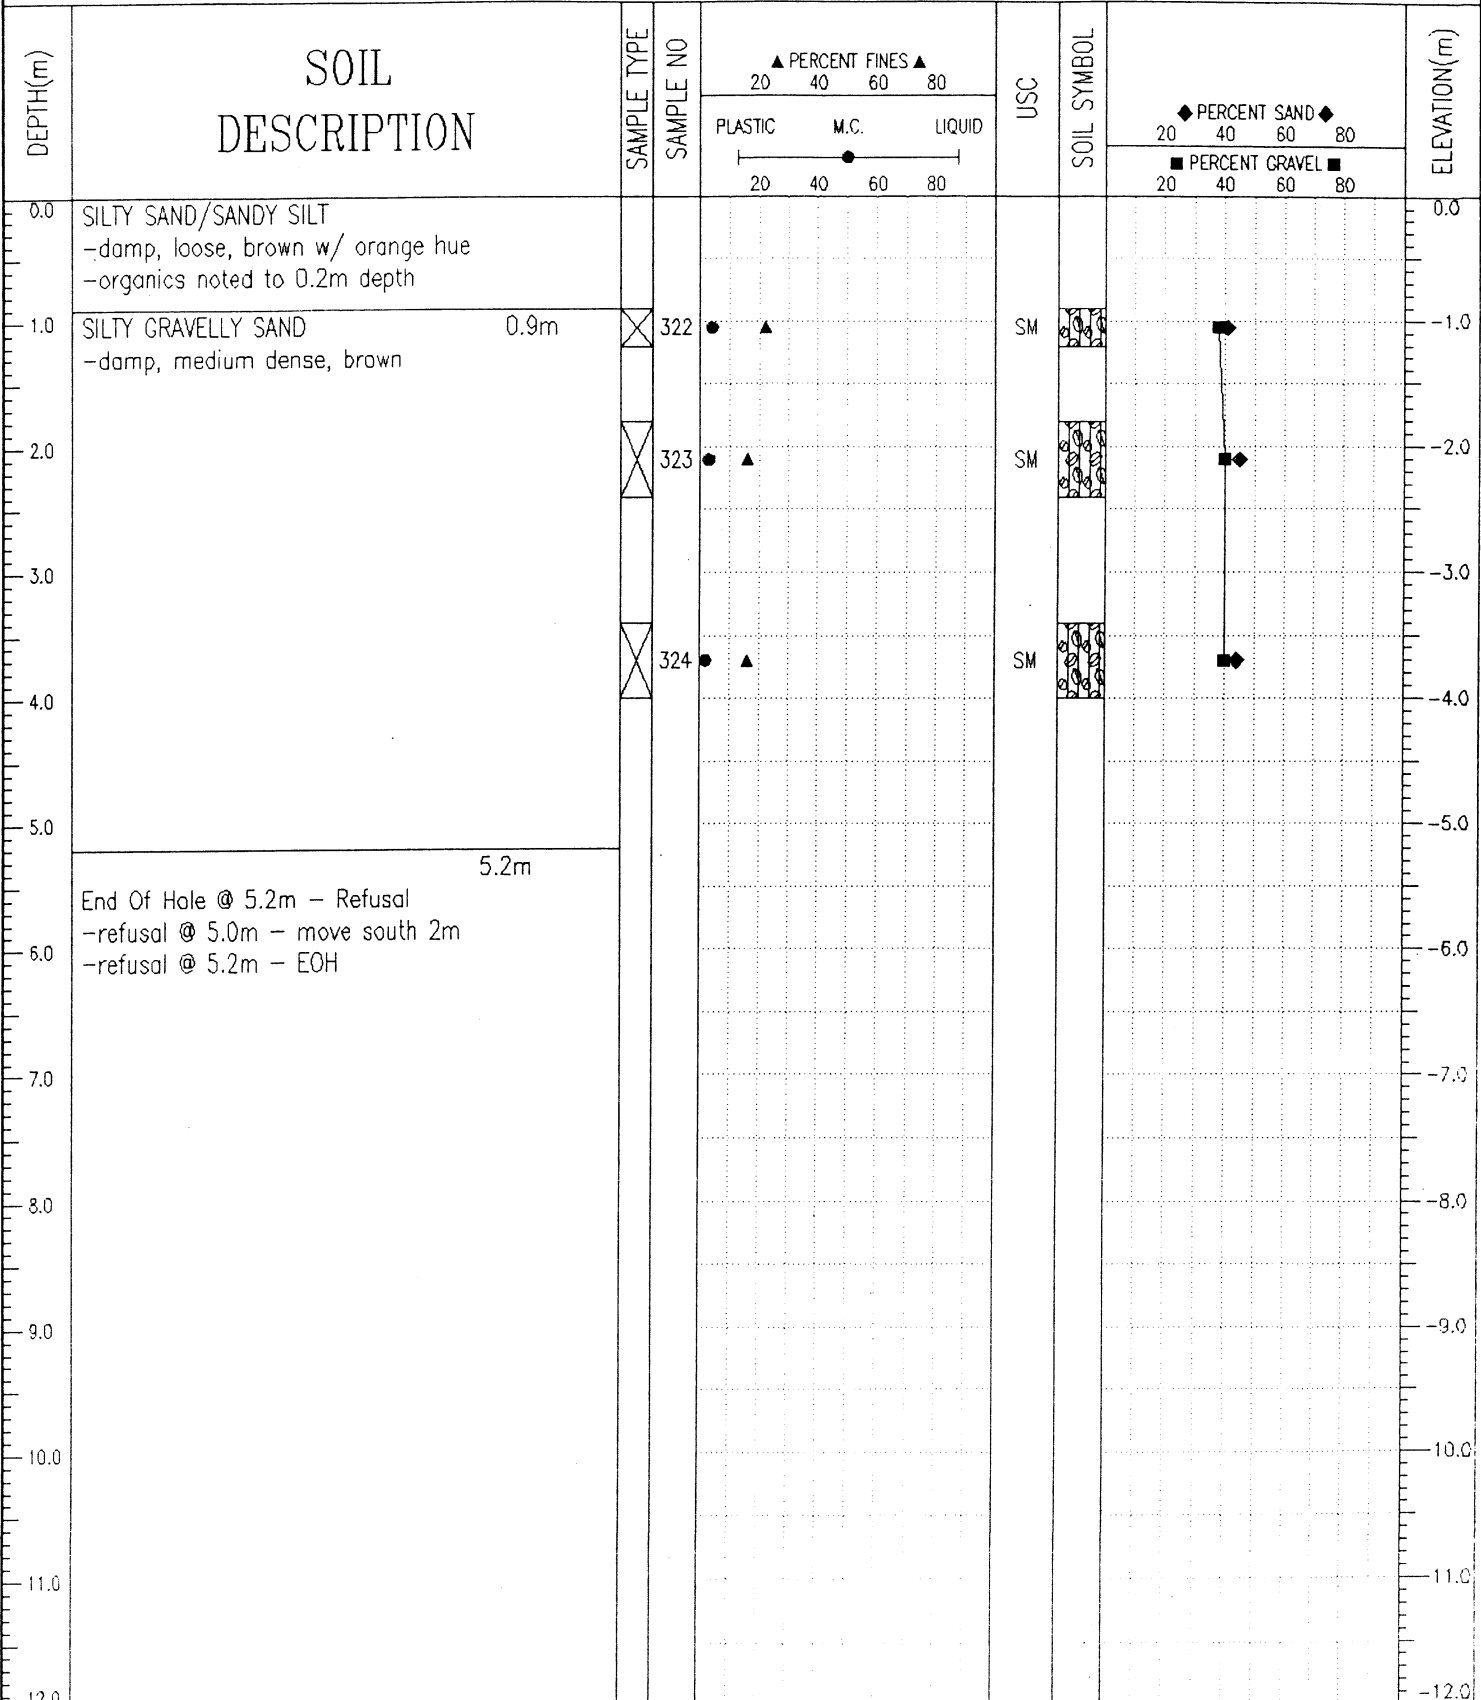 DEPTH(m)
SOIL
DESCRIPTION
SAMPLE TYPE
SAMPLE NO
▲ PERCENT FINES ▲
20 40 60 80
PLASTIC M.C. LIQUID
20 40 60 80
USC
SOIL SYMBOL
◆ PERCENT SAND ◆
20 40 60 80
■ PERCENT GRAVEL ■
20 40 60 80
ELEVATION(m)
0.0 SILTY SAND/SANDY SILT 0.0
-damp, loose, brown w/ orange hue
-organics noted to 0.2m depth
1.0 SILTY GRAVELLY SAND 0.9m 322 SM -1.0
-damp, medium dense, brown
2.0 323 SM -2.0
3.0 -3.0
324 SM
4.0 -4.0
5.0 -5.0
5.2m
End Of Hole @ 5.2m - Refusal
-refusal @ 5.0m - move south 2m
6.0 -6.0
-refusal @ 5.2m - EOH
7.0 -7.0
8.0 -8.0
9.0 -9.0
10.0 -10.0
11.0 -11.0
12.0 -12.0